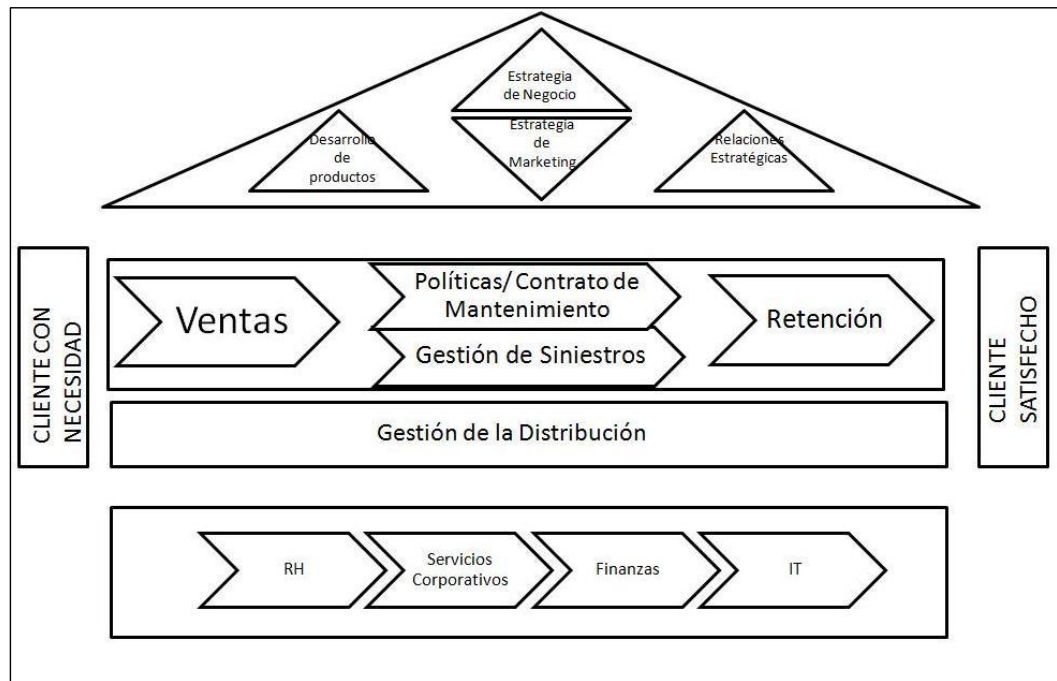 Estrategia
de Negocio
Estrategia
de
Marketing
Desarrollo
de
productos
Relaciones
Estratégicas
CLIENTE CON
NECESIDAD
Ventas
Políticas/ Contrato de
Mantenimiento
Gestión de Siniestros
Retención
CLIENTE
SATISFECHO
Gestión de la Distribución
RH
Servicios
Corporativos
Finanzas
IT